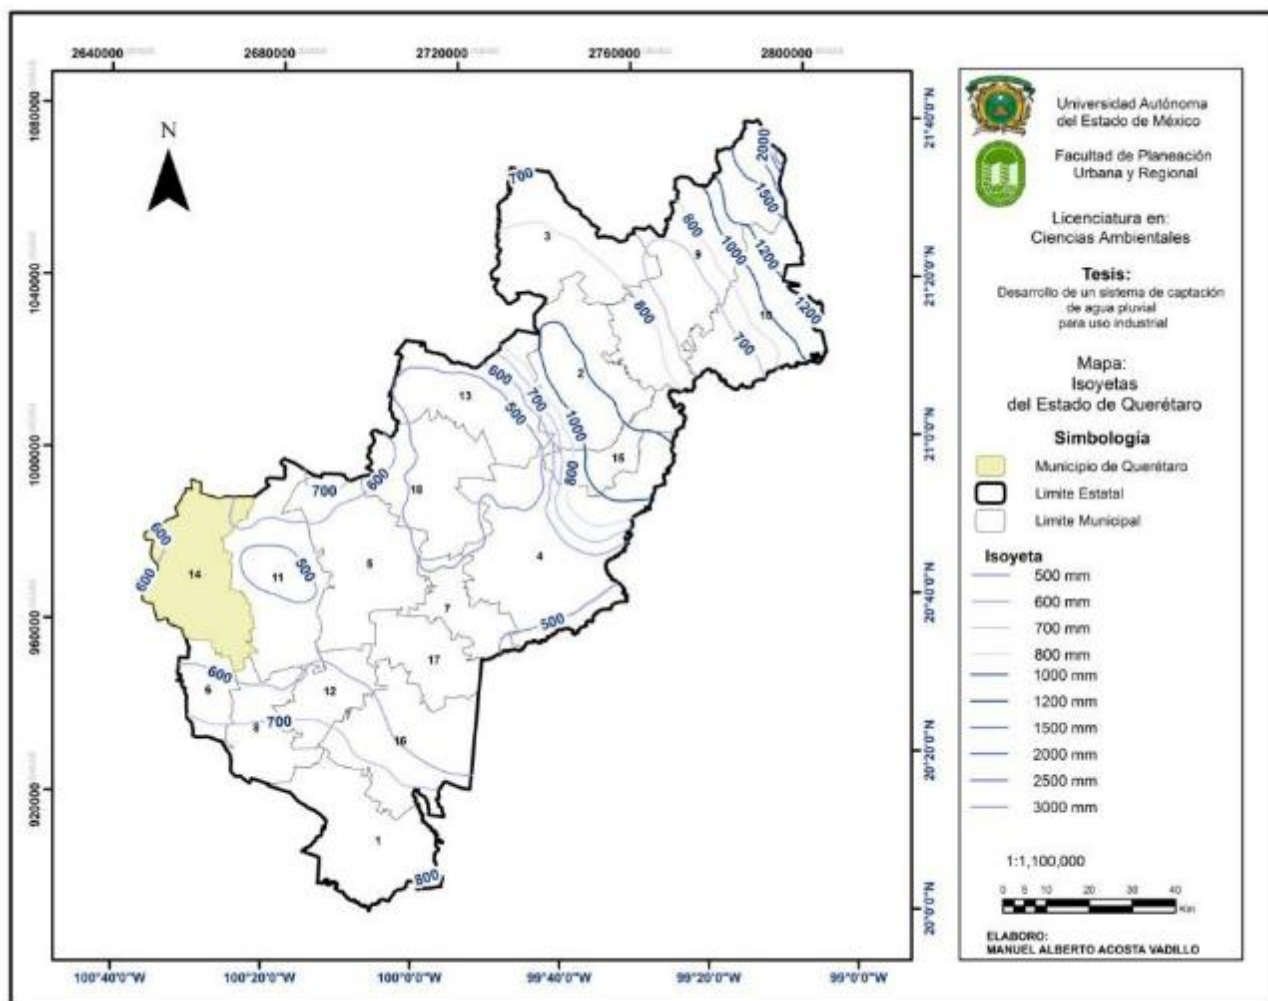 2640000
2680000
2720000
2760000
2800000
1080000
1040000
1000000
960000
920000
21°40'0"N
21°20'0"N
21°0'0"N
20°40'0"N
20°20'0"N
20°0'0"N
100°40'0"W
100°20'0"W
100°0'0"W
99°40'0"W
99°20'0"W
99°0'0"W
N
2000
1500
700
3
800
9
1000
1200
1200
10
800
700
600
2
13
700
500
1000
15
800
700
600
18
600
600
14
11
500
5
4
7
500
17
600
6
12
700
8
16
1
800
Universidad Autónoma
del Estado de México
Facultad de Planeación
Urbana y Regional
Licenciatura en:
Ciencias Ambientales
Tesis:
Desarrollo de un sistema de captación
de agua pluvial
para uso industrial
Mapa:
Isoyetas
del Estado de Querétaro
Simbología
Municipio de Querétaro
Limite Estatal
Limite Municipal
Isoyeta
500 mm
600 mm
700 mm
800 mm
1000 mm
1200 mm
1500 mm
2000 mm
2500 mm
3000 mm
1:1,100,000
0 5 10 20 30 40
Km
ELABORO:
MANUEL ALBERTO ACOSTA VADILLO